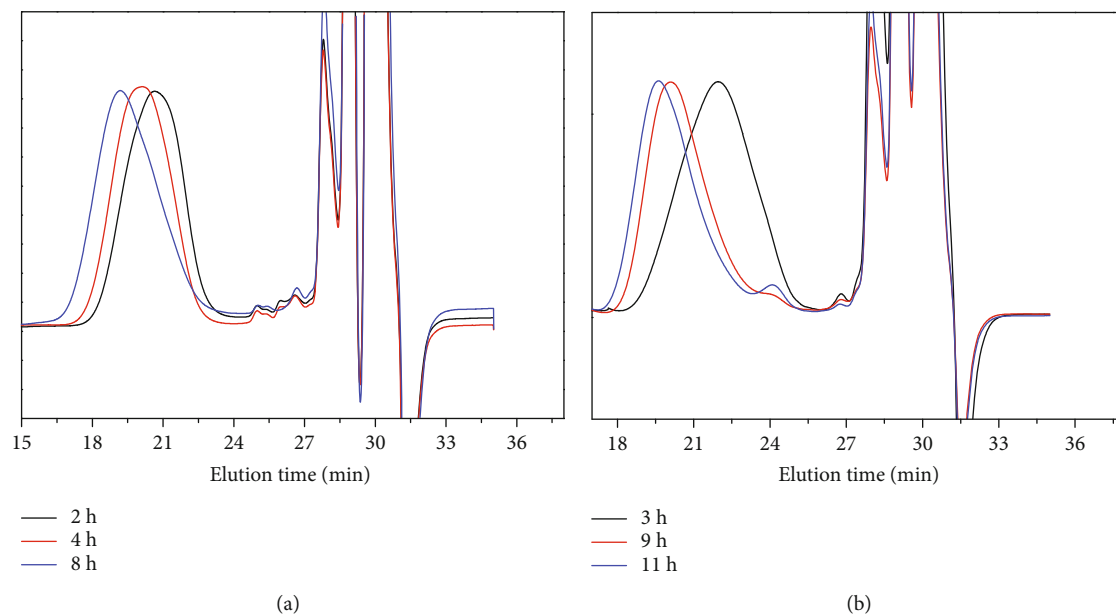 15 18 21 24 27 30 33 36
Elution time (min)
2 h
4 h
8 h
(a)
18 21 24 27 30 33 36
Elution time (min)
3 h
9 h
11 h
(b)